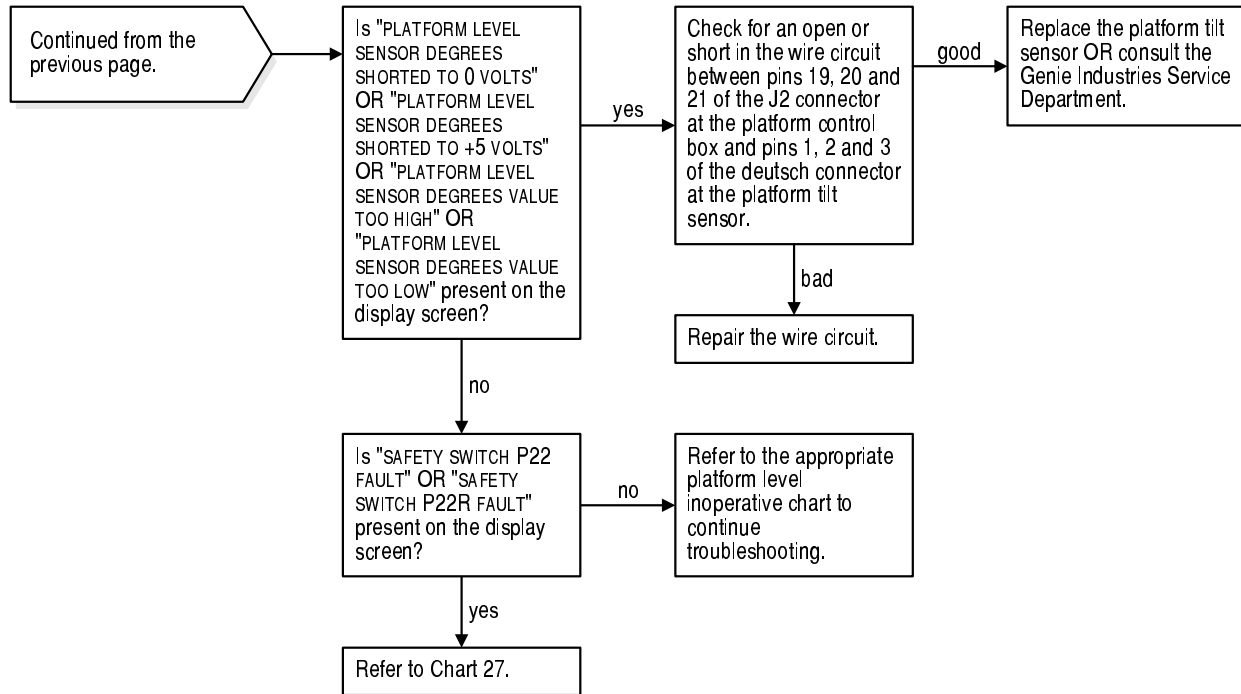 Continued from the
previous page.
Is "PLATFORM LEVEL
SENSOR DEGREES
SHORTED TO 0 VOLTS"
OR "PLATFORM LEVEL
SENSOR DEGREES
SHORTED TO +5 VOLTS"
OR "PLATFORM LEVEL
SENSOR DEGREES VALUE
TOO HIGH" OR
"PLATFORM LEVEL
SENSOR DEGREES VALUE
TOO LOW" present on the
display screen?
yes
Check for an open or
short in the wire circuit
between pins 19, 20 and
21 of the J2 connector
at the platform control
box and pins 1, 2 and 3
of the deutsch connector
at the platform tilt
sensor.
good
Replace the platform tilt
sensor OR consult the
Genie Industries Service
Department.
bad
Repair the wire circuit.
no
Is "SAFETY SWITCH P22
FAULT" OR "SAFETY
SWITCH P22R FAULT"
present on the display
screen?
no
Refer to the appropriate
platform level
inoperative chart to
continue
troubleshooting.
yes
Refer to Chart 27.